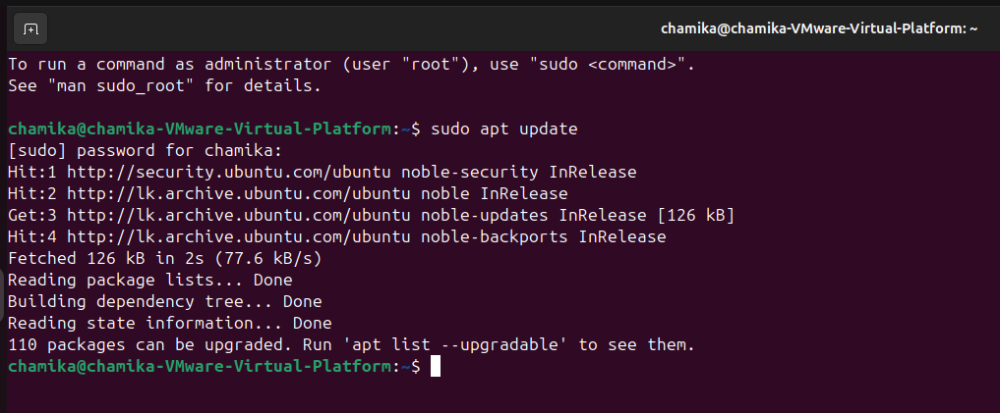 chamika@chamika-VMware-Virtual-Platform: ~
To run a command as administrator (user "root"), use "sudo <command>".
See "man sudo_root" for details.
chamika@chamika-VMware-Virtual-Platform:~$ sudo apt update
[sudo] password for chamika:
Hit:1 http://security.ubuntu.com/ubuntu noble-security InRelease
Hit:2 http://lk.archive.ubuntu.com/ubuntu noble InRelease
Get:3 http://lk.archive.ubuntu.com/ubuntu noble-updates InRelease [126 kB]
Hit:4 http://lk.archive.ubuntu.com/ubuntu noble-backports InRelease
Fetched 126 kB in 2s (77.6 kB/s)
Reading package lists... Done
Building dependency tree... Done
Reading state information... Done
110 packages can be upgraded. Run 'apt list --upgradable' to see them.
chamika@chamika-VMware-Virtual-Platform:~$